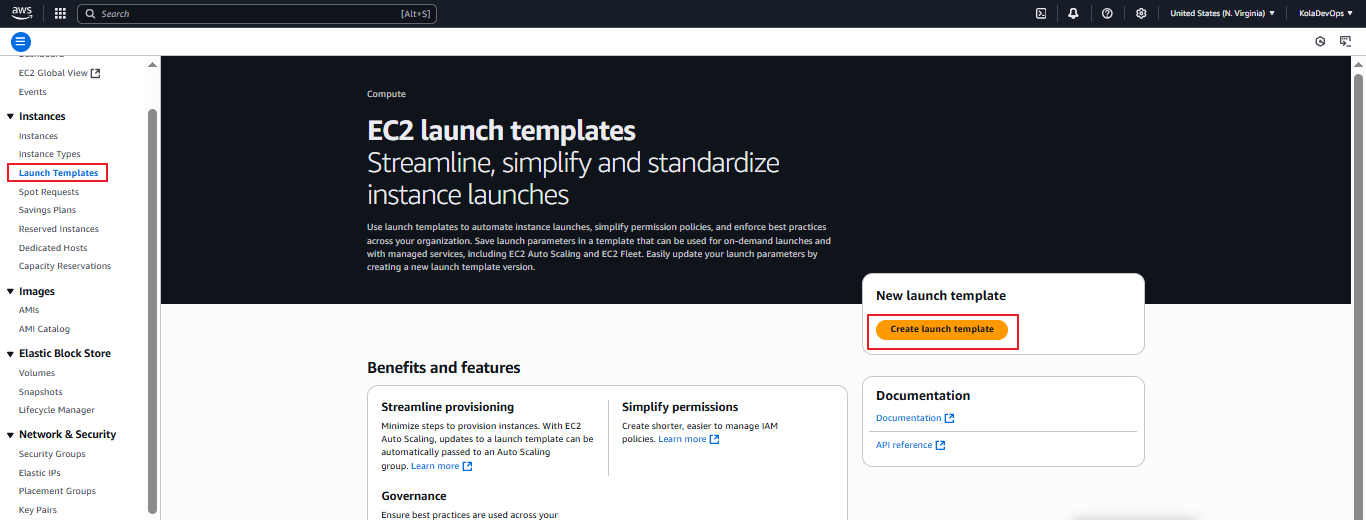 aws
Search
[Alt+S]
United States (N. Virginia)
KolaDevOps
EC2 Global View
Events
Instances
Instances
Instance Types
Launch Templates
Spot Requests
Savings Plans
Reserved Instances
Dedicated Hosts
Capacity Reservations
Images
AMIs
AMI Catalog
Elastic Block Store
Volumes
Snapshots
Lifecycle Manager
Network & Security
Security Groups
Elastic IPs
Placement Groups
Key Pairs
Compute
EC2 launch templates
Streamline, simplify and standardize
instance launches
Use launch templates to automate instance launches, simplify permission policies, and enforce best practices
across your organization. Save launch parameters in a template that can be used for on-demand launches and
with managed services, including EC2 Auto Scaling and EC2 Fleet. Easily update your launch parameters by
creating a new launch template version.
New launch template
Create launch template
Benefits and features
Streamline provisioning
Minimize steps to provision instances. With EC2
Auto Scaling, updates to a launch template can be
automatically passed to an Auto Scaling
group. Learn more
Simplify permissions
Create shorter, easier to manage IAM
policies. Learn more
Governance
Ensure best practices are used across your
Documentation
Documentation
API reference